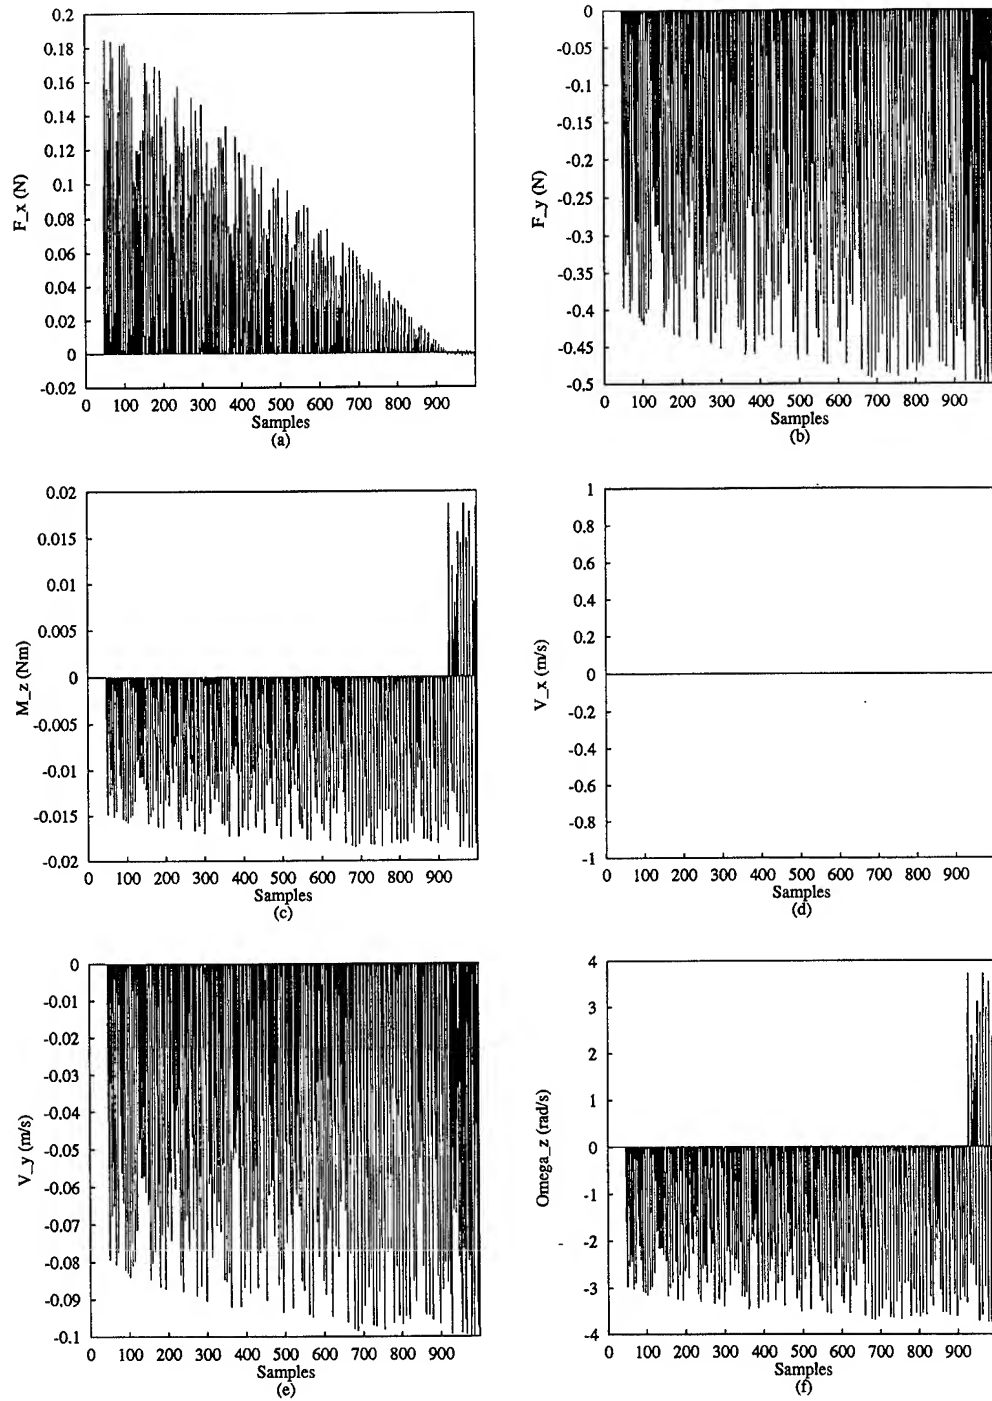 0.2
0.18
0.16
0.14
0.12
0.1
0.08
0.06
0.04
0.02
0
-0.02
F_x (N)
0 100 200 300 400 500 600 700 800 900
Samples
(a)
0
-0.05
-0.1
-0.15
-0.2
-0.25
-0.3
-0.35
-0.4
-0.45
-0.5
F_y (N)
0 100 200 300 400 500 600 700 800 900
Samples
(b)
0.02
0.015
0.01
0.005
0
-0.005
-0.01
-0.015
-0.02
M_z (Nm)
0 100 200 300 400 500 600 700 800 900
Samples
(c)
1
0.8
0.6
0.4
0.2
0
-0.2
-0.4
-0.6
-0.8
-1
V_x (m/s)
0 100 200 300 400 500 600 700 800 900
Samples
(d)
0
-0.01
-0.02
-0.03
-0.04
-0.05
-0.06
-0.07
-0.08
-0.09
-0.1
V_y (m/s)
0 100 200 300 400 500 600 700 800 900
Samples
(e)
4
3
2
1
0
-1
-2
-3
-4
Omega_z (rad/s)
0 100 200 300 400 500 600 700 800 900
Samples
(f)